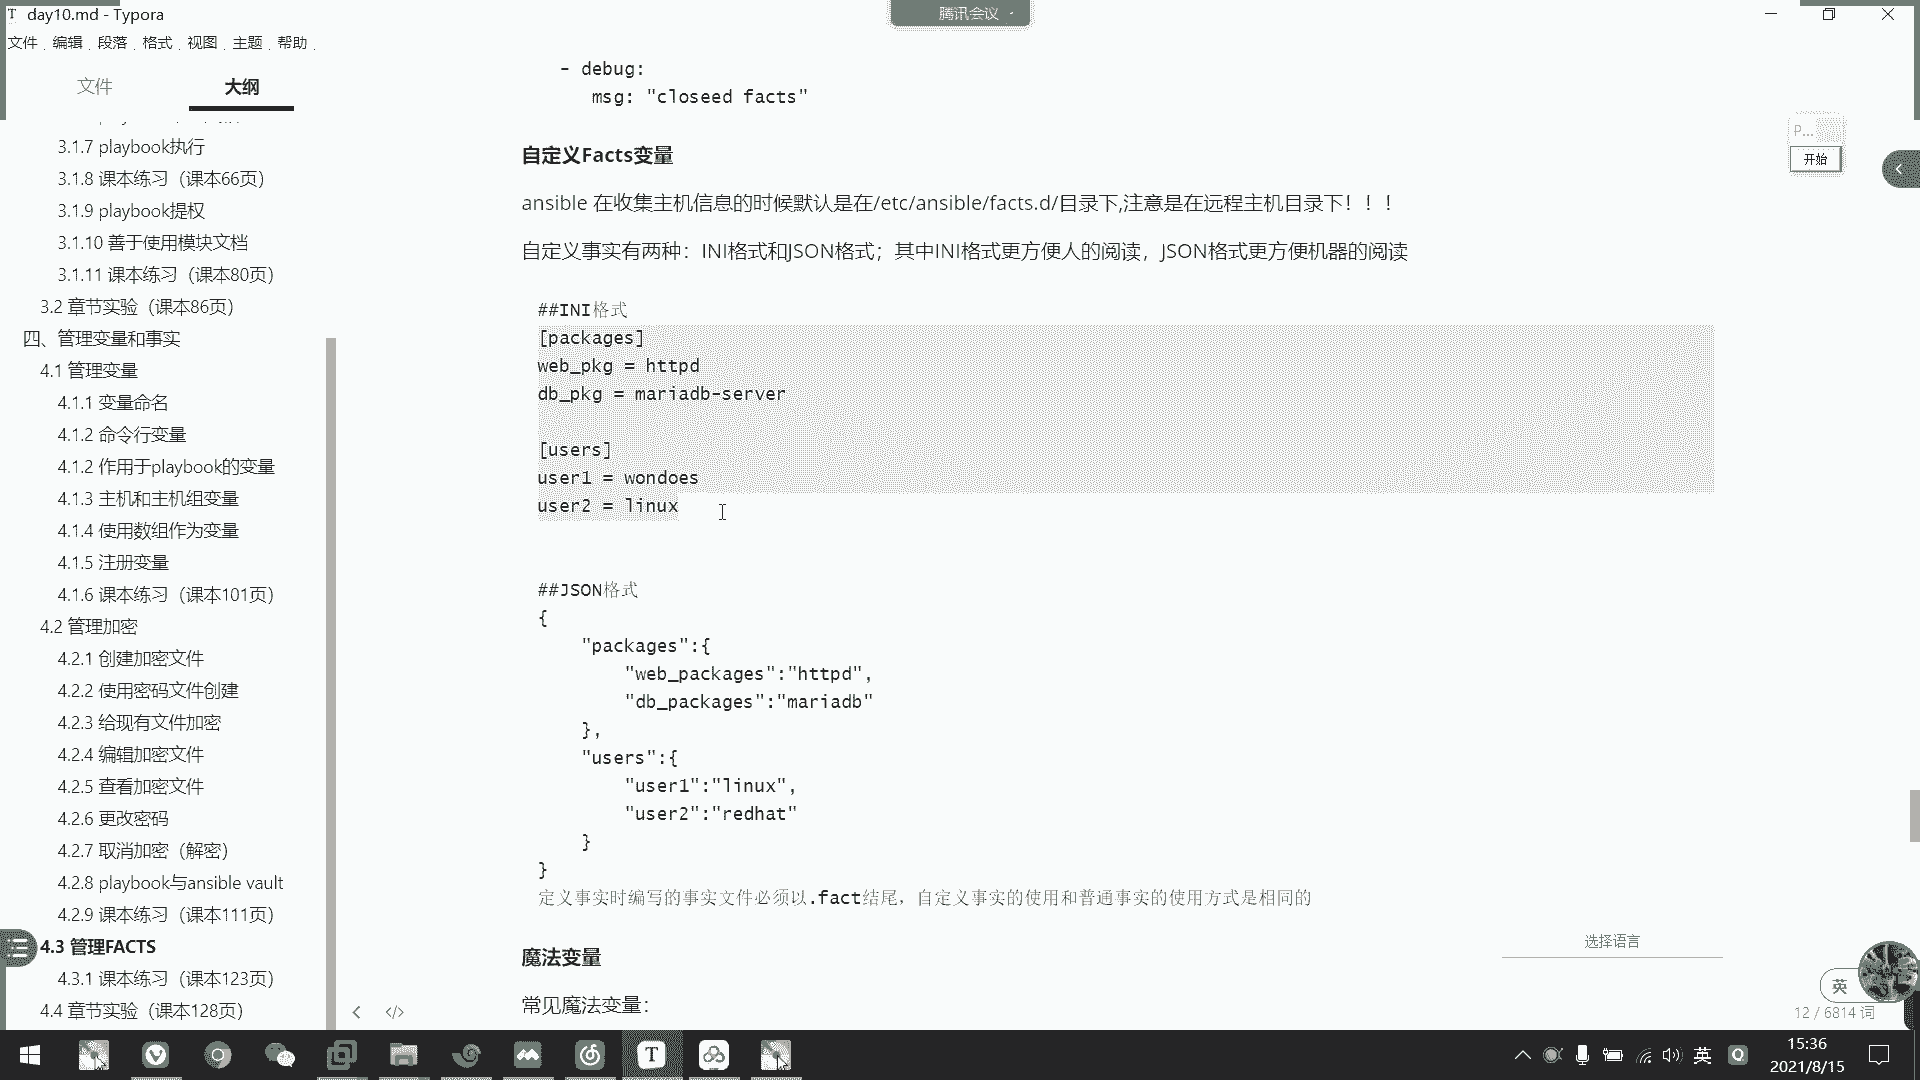 day10.md - Typora
腾讯会议
文件 编辑 段落 格式 视图 主题 帮助
文件 大纲
3.1.7 playbook执行
3.1.8 课本练习（课本66页）
3.1.9 playbook提权
3.1.10 善于使用模块文档
3.1.11 课本练习（课本80页）
3.2 章节实验（课本86页）
四、管理变量和事实
4.1 管理变量
4.1.1 变量命名
4.1.2 命令行变量
4.1.2 作用于playbook的变量
4.1.3 主机和主机组变量
4.1.4 使用数组作为变量
4.1.5 注册变量
4.1.6 课本练习（课本101页）
4.2 管理加密
4.2.1 创建加密文件
4.2.2 使用密码文件创建
4.2.3 给现有文件加密
4.2.4 编辑加密文件
4.2.5 查看加密文件
4.2.6 更改密码
4.2.7 取消加密（解密）
4.2.8 playbook与ansible vault
4.2.9 课本练习（课本111页）
4.3 管理FACTS
4.3.1 课本练习（课本123页）
4.4 章节实验（课本128页）
- debug:
msg: "closeed facts"
自定义Facts变量
ansible 在收集主机信息的时候默认是在/etc/ansible/facts.d/目录下,注意是在远程主机目录下！！！
自定义事实有两种：INI格式和JSON格式；其中INI格式更方便人的阅读，JSON格式更方便机器的阅读
##INI格式
[packages]
web_pkg = httpd
db_pkg = mariadb-server
[users]
user1 = wondoes
user2 = linux
##JSON格式
{
"packages":{
"web_packages":"httpd",
"db_packages":"mariadb"
},
"users":{
"user1":"linux",
"user2":"redhat"
}
}
定义事实时编写的事实文件必须以.fact结尾，自定义事实的使用和普通事实的使用方式是相同的
选择语言
魔法变量
常见魔法变量：
P...
开始
英
12 / 6814 词
英
15:36
2021/8/15